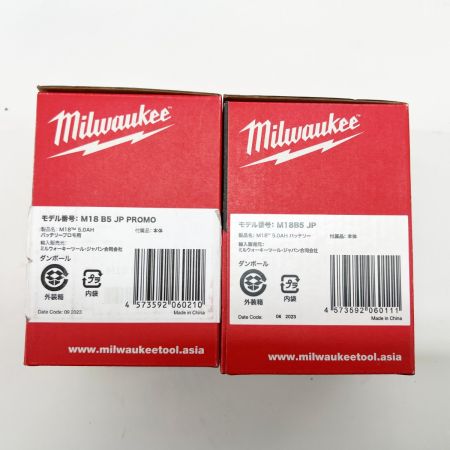 Milwaukee™
モデル番号: M18 B5 JP PROMO
製品名: M18™ 5.0AH
バッテリープロモ用
付属品: 本体
輸入販売元:
ミルウォーキーツール・ジャパン合同会社
ダンボール
外装箱
プラ
内袋
4 573592 060210
Date Code: 09 2023
Made in China
www.milwaukeetool.asia
Milwaukee™
モデル番号: M18B5 JP
製品名: M18™ 5.0AH バッテリー
付属品: 本体
輸入販売元:
ミルウォーキーツール・ジャパン合同会社
ダンボール
外装箱
プラ
内袋
4 573592 060111
Date Code: 06 2023
Made in China
www.milwaukeetool.asia